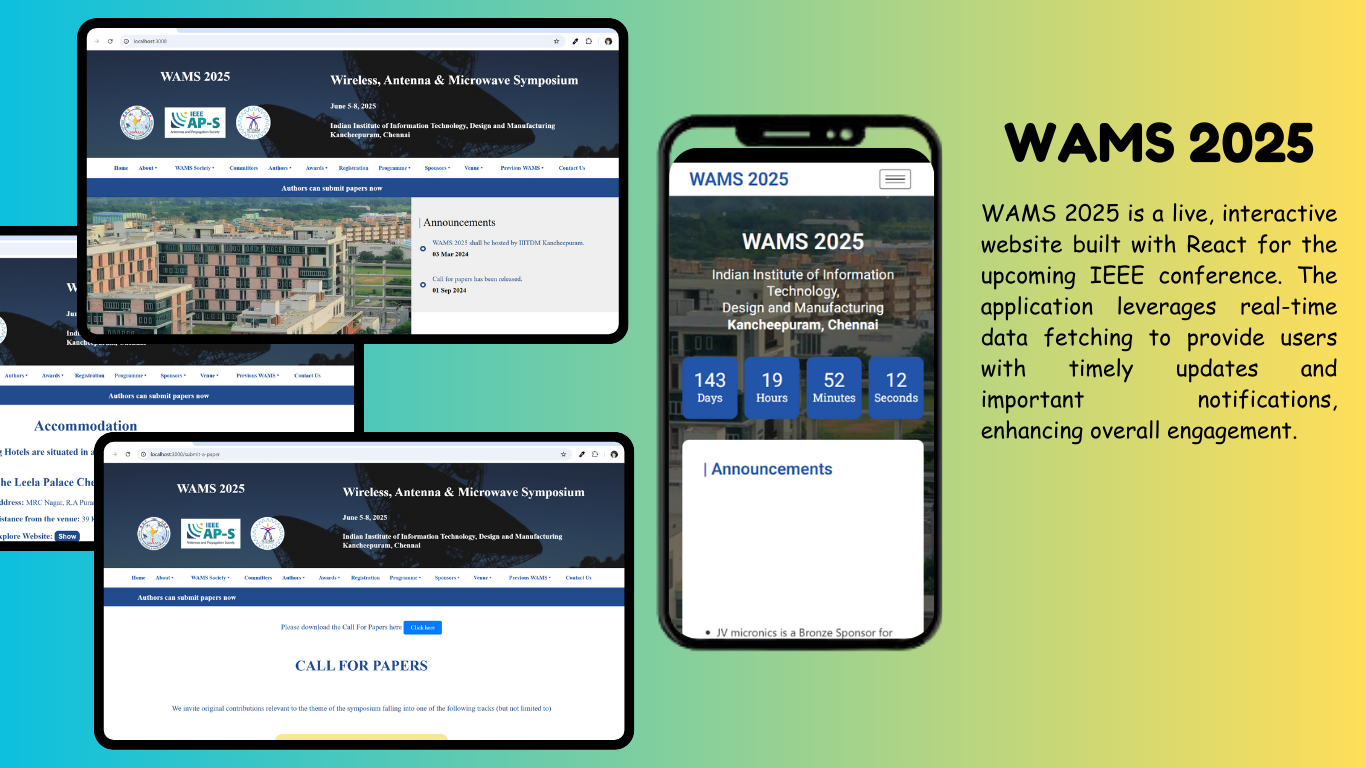 localhost:3000
WAMS 2025
Wireless, Antenna & Microwave Symposium
June 5-8, 2025
Indian Institute of Information Technology, Design and Manufacturing
Kancheepuram, Chennai
IEEE
AP-S
Antennas and Propagation Society
Home About WAMS Society Committees Authors Awards Registration Programme Sponsors Venue Previous WAMS Contact Us
Authors can submit papers now
| Announcements
WAMS 2025 shall be hosted by IIITDM Kancheepuram.
03 Mar 2024
Call for papers has been released.
01 Sep 2024
Authors Awards Registration Programme Sponsors Venue Previous WAMS Contact Us
Authors can submit papers now
Accommodation
Hotels are situated in a
he Leela Palace Che
ddress: MRC Nagar, R.A Pura
istance from the venue: 39 K
xplore Website: Show
localhost:3000/submit-a-paper
WAMS 2025
Wireless, Antenna & Microwave Symposium
June 5-8, 2025
Indian Institute of Information Technology, Design and Manufacturing
Kancheepuram, Chennai
IEEE
AP-S
Antennas and Propagation Society
Home About WAMS Society Committees Authors Awards Registration Programme Sponsors Venue Previous WAMS Contact Us
Authors can submit papers now
Please download the Call For Papers here Click here
CALL FOR PAPERS
We invite original contributions relevant to the theme of the symposium falling into one of the following tracks (but not limited to)
WAMS 2025
WAMS 2025
Indian Institute of Information
Technology,
Design and Manufacturing
Kancheepuram, Chennai
143 19 52 12
Days Hours Minutes Seconds
| Announcements
• JV micronics is a Bronze Sponsor for
WAMS 2025
WAMS 2025 is a live, interactive
website built with React for the
upcoming IEEE conference. The
application leverages real-time
data fetching to provide users
with timely updates and
important notifications,
enhancing overall engagement.